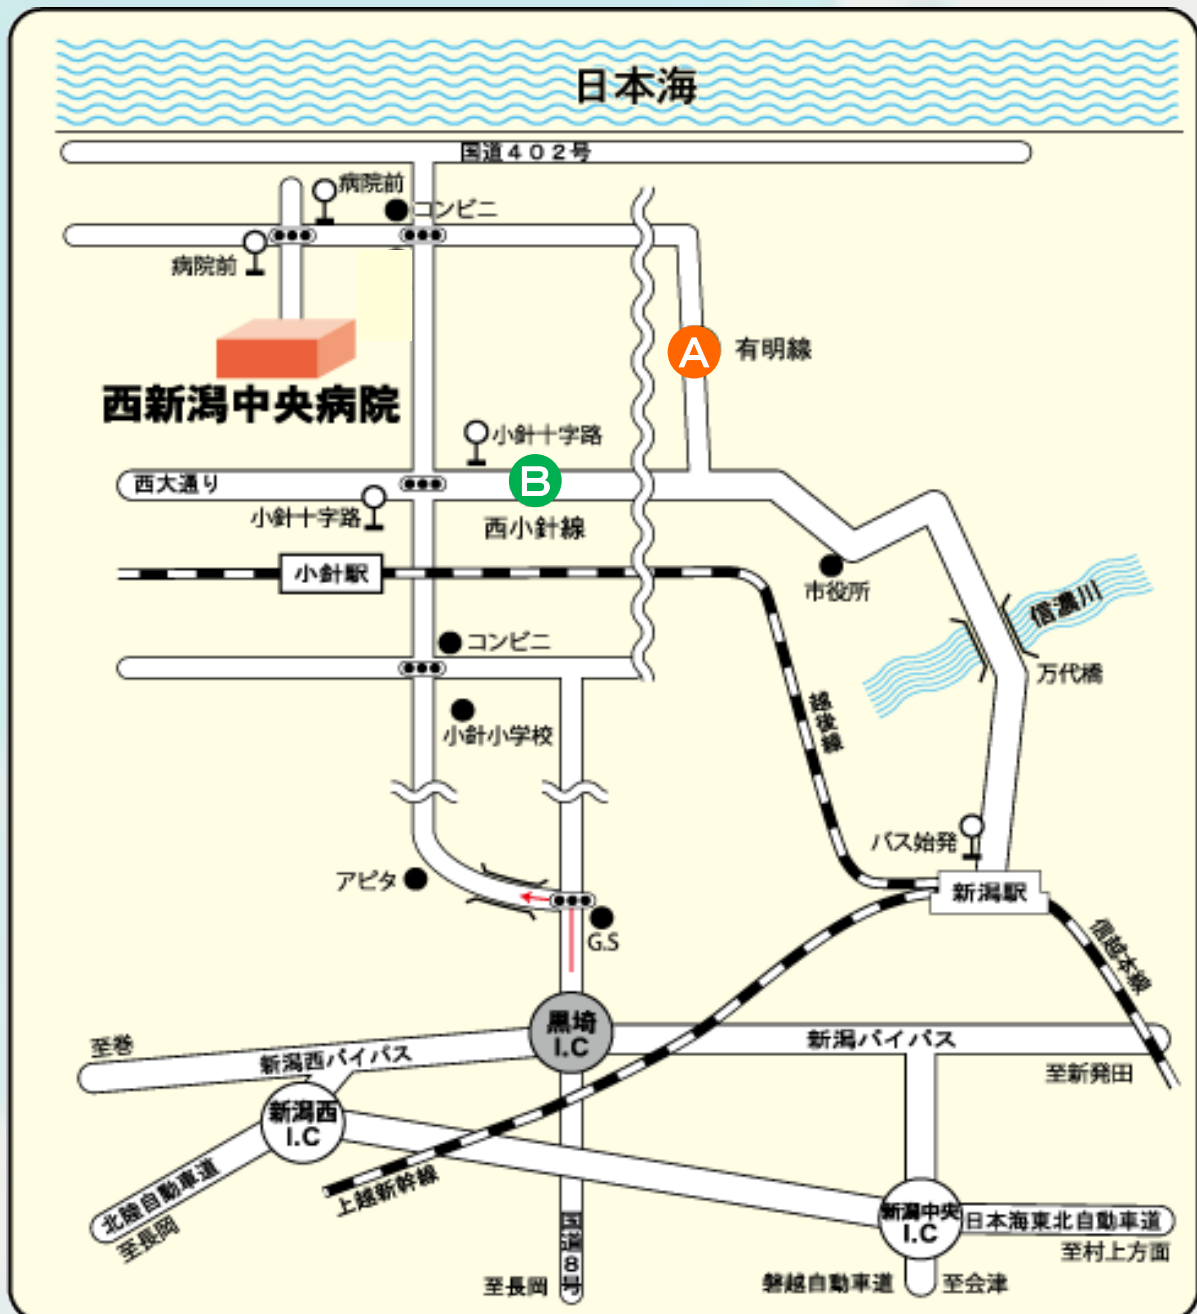 日本海
国道402号
病院前
コンビニ
病院前
A
有明線
西新潟中央病院
小針十字路
西大通り
B
小針十字路
西小針線
小針駅
市役所
信濃川
コンビニ
万代橋
小針小学校
越後線
バス始発
アピタ
新潟駅
G.S
信越本線
黒埼
I.C
至巻
新潟西バイパス
新潟バイパス
至新発田
新潟西
I.C
北陸自動車道
至長岡
上越新幹線
新潟中央
I.C
日本海東北自動車道
至村上方面
国道8号
至長岡
磐越自動車道
至会津